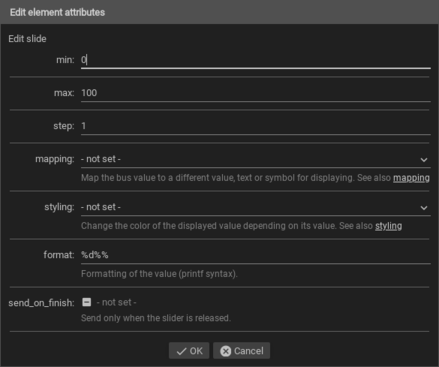 Edit element attributes
Edit slide
min: 0
max: 100
step: 1
mapping: - not set -
Map the bus value to a different value, text or symbol for displaying. See also mapping
styling: - not set -
Change the color of the displayed value depending on its value. See also styling
format: %d%%
Formatting of the value (printf syntax).
send_on_finish: - not set -
Send only when the slider is released.
OK Cancel